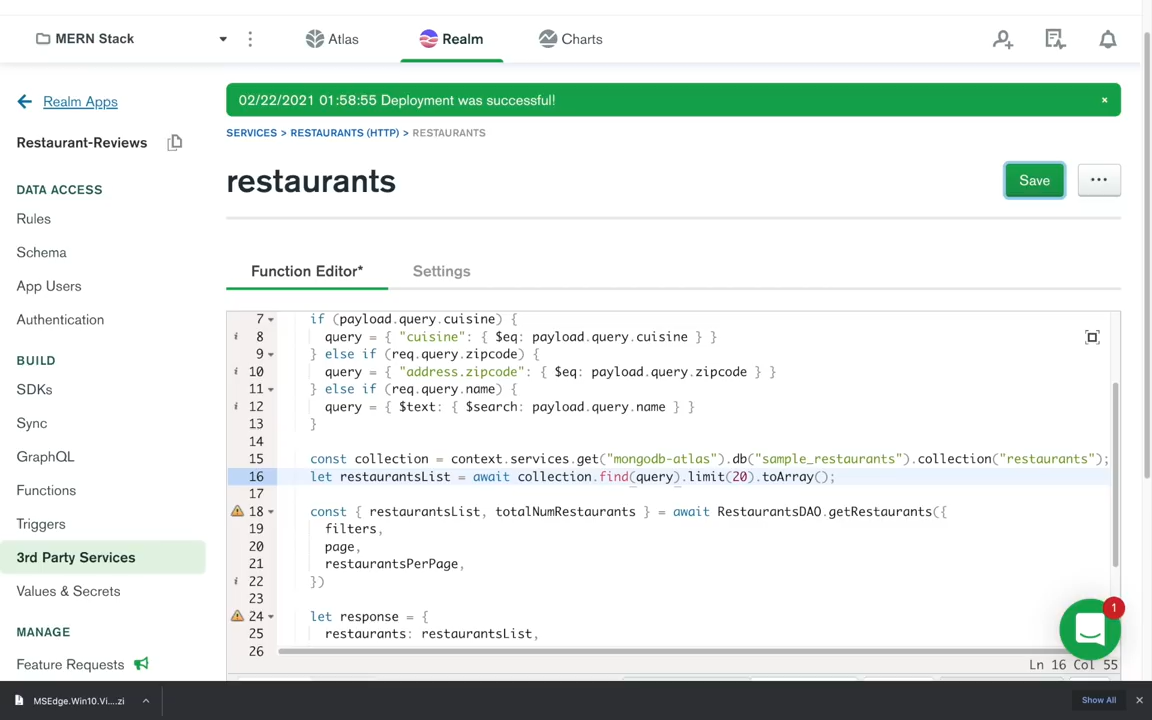 MERN Stack
Atlas
Realm
Charts
Realm Apps
Restaurant-Reviews
DATA ACCESS
Rules
Schema
App Users
Authentication
BUILD
SDKs
Sync
GraphQL
Functions
Triggers
3rd Party Services
Values & Secrets
MANAGE
Feature Requests
02/22/2021 01:58:55 Deployment was successful!
×
SERVICES > RESTAURANTS (HTTP) > RESTAURANTS
restaurants
Save
Function Editor*
Settings
7 if (payload.query.cuisine) {
i 8 query = { "cuisine": { $eq: payload.query.cuisine } }
9 } else if (req.query.zipcode) {
i 10 query = { "address.zipcode": { $eq: payload.query.zipcode } }
11 } else if (req.query.name) {
i 12 query = { $text: { $search: payload.query.name } }
13 }
14
15 const collection = context.services.get("mongodb-atlas").db("sample_restaurants").collection("restaurants");
16 let restaurantsList = await collection.find(query).limit(20).toArray();
17
18 const { restaurantsList, totalNumRestaurants } = await RestaurantsDAO.getRestaurants({
19 filters,
20 page,
21 restaurantsPerPage,
i 22 })
23
24 let response = {
25 restaurants: restaurantsList,
26
1
Ln 16 Col 55
MSEdge.Win10.Vi....zi
Show All